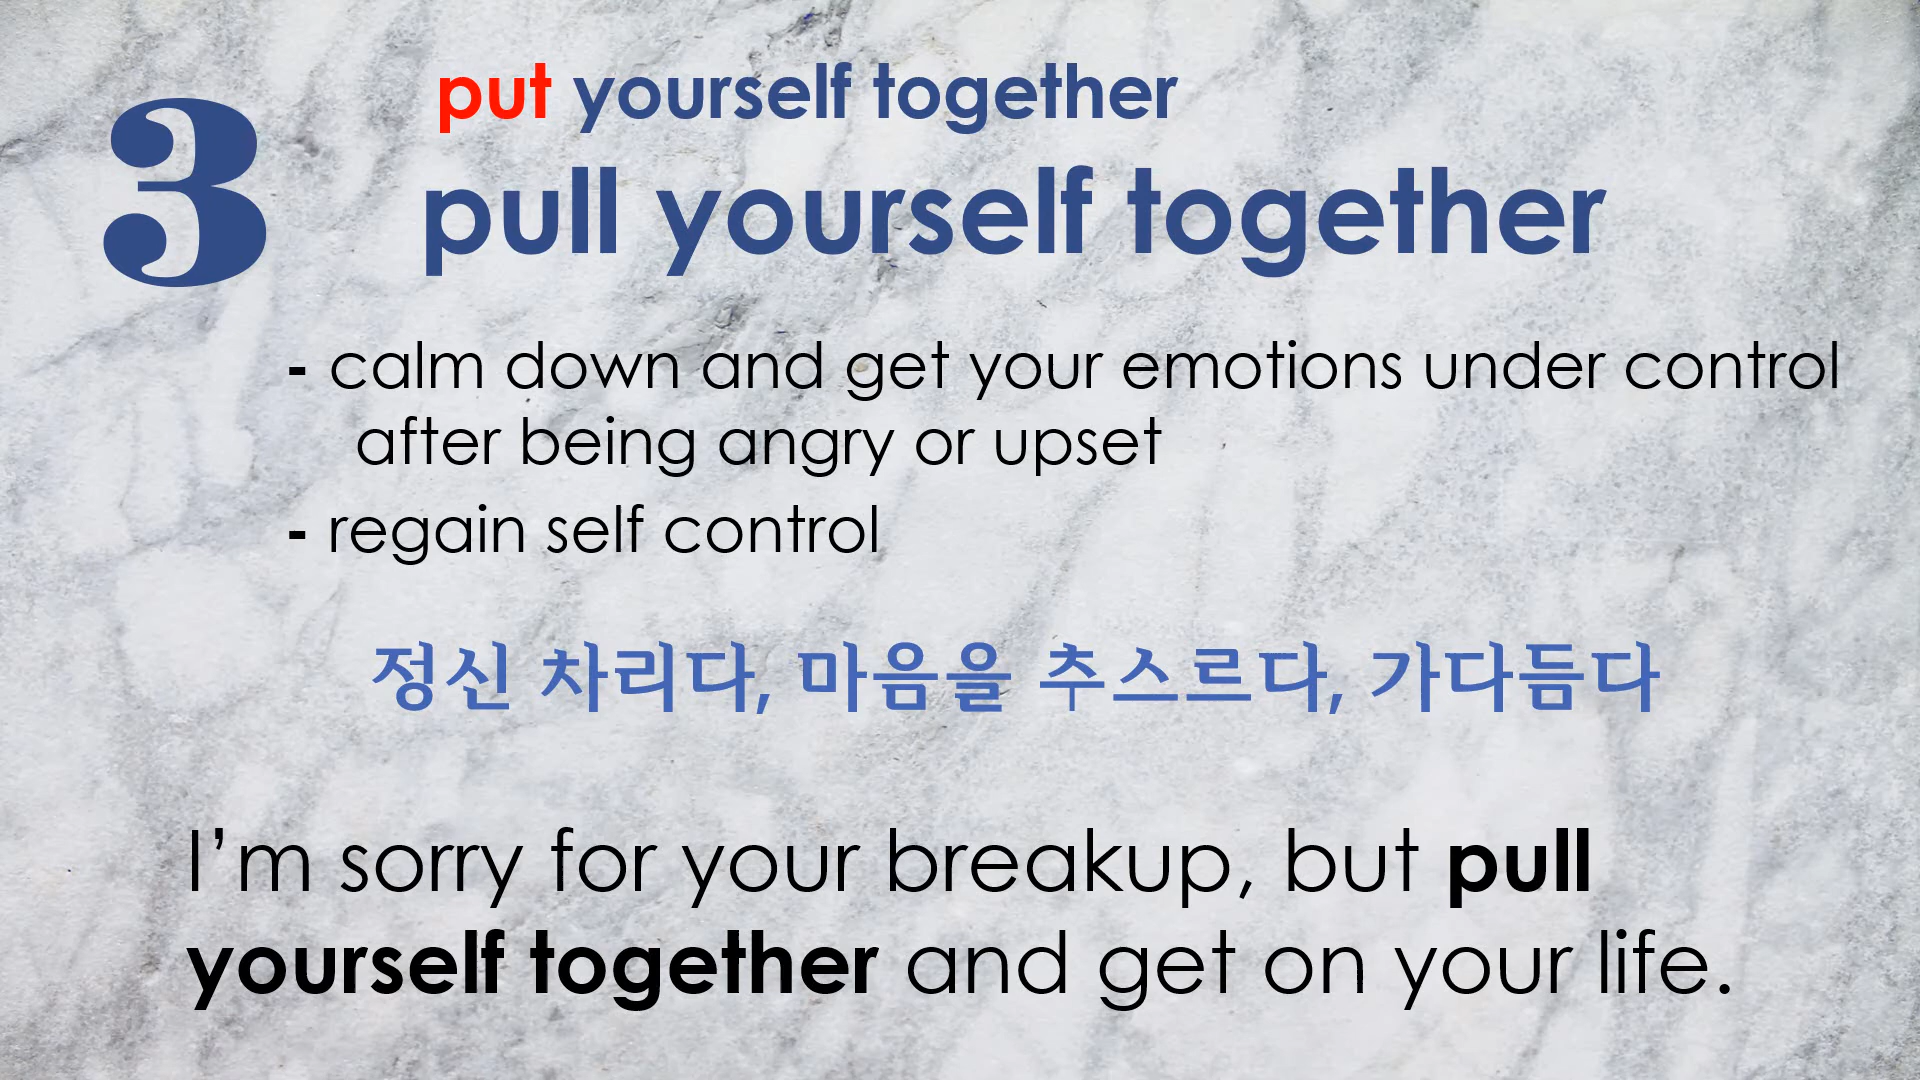 3
put yourself together
pull yourself together
- calm down and get your emotions under control
after being angry or upset
- regain self control
정신 차리다, 마음을 추스르다, 가다듬다
I'm sorry for your breakup, but pull
yourself together and get on your life.